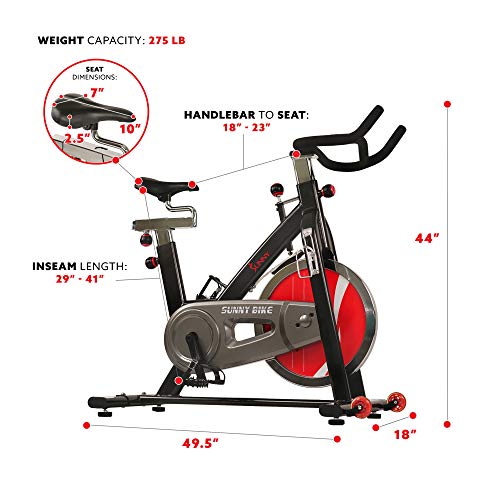 WEIGHT CAPACITY: 275 LB
SEAT
DIMENSIONS:
7"
2.5"
10"
HANDLEBAR TO SEAT:
18" - 23"
44"
INSEAM LENGTH:
29" - 41"
SUNNY
SUNNY BIKE
49.5"
18"